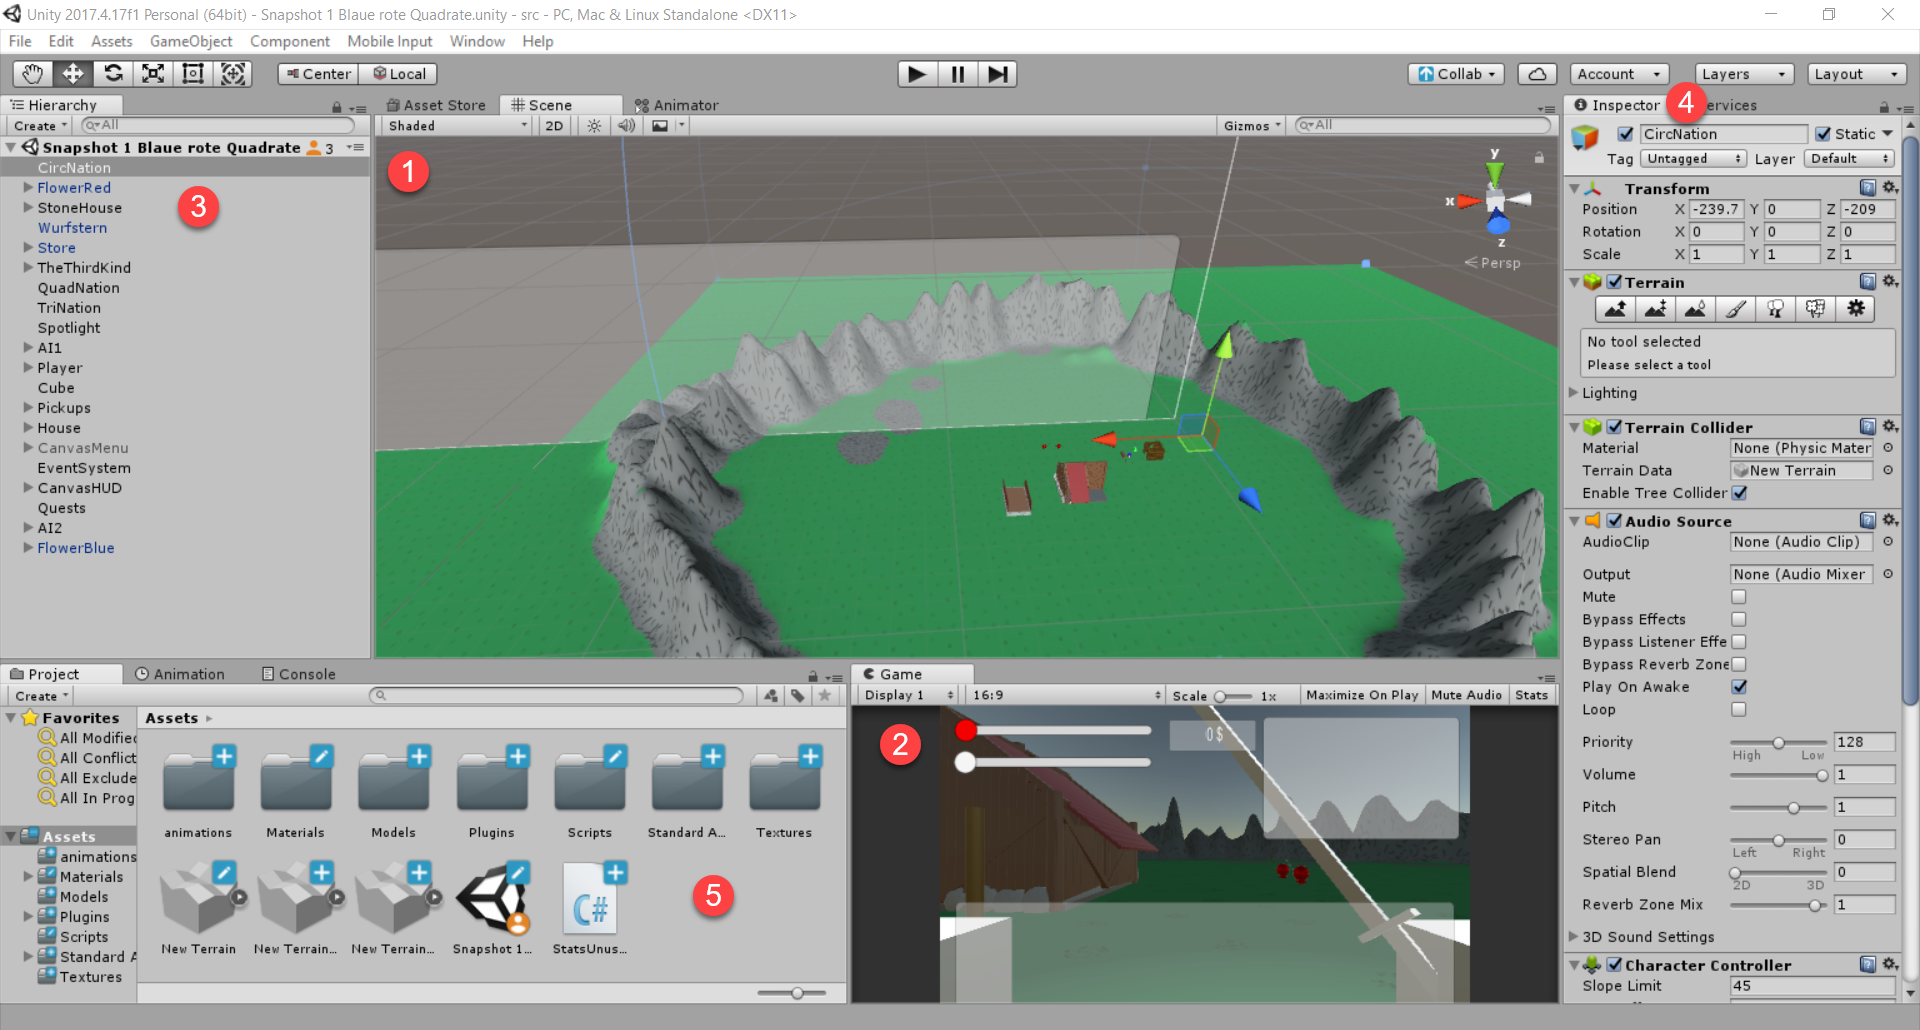 Unity 2017.4.17f1 Personal (64bit) - Snapshot 1 Blaue rote Quadrate.unity - src - PC, Mac & Linux Standalone <DX11>
File Edit Assets GameObject Component Mobile Input Window Help
Center Local Collab Account Layers Layout
Hierarchy
Create All
Snapshot 1 Blaue rote Quadrate 3
CircNation
FlowerRed
StoneHouse
Wurfstern
Store
TheThirdKind
QuadNation
TriNation
Spotlight
AI1
Player
Cube
Pickups
House
CanvasMenu
EventSystem
CanvasHUD
Quests
AI2
FlowerBlue
3
Asset Store Scene Animator
Shaded 2D Gizmos All
1
y
x
z
Persp
Inspector 4 ervices
CircNation Static
Tag Untagged Layer Default
Transform
Position X -239.7 Y 0 Z -209
Rotation X 0 Y 0 Z 0
Scale X 1 Y 1 Z 1
Terrain
No tool selected
Please select a tool
Lighting
Terrain Collider
Material None (Physic Mater
Terrain Data New Terrain
Enable Tree Collider
Audio Source
AudioClip None (Audio Clip)
Output None (Audio Mixer
Mute
Bypass Effects
Bypass Listener Effe
Bypass Reverb Zone
Play On Awake
Loop
Priority 128
High Low
Volume 1
Pitch 1
Stereo Pan 0
Left Right
Spatial Blend 0
2D 3D
Reverb Zone Mix 1
3D Sound Settings
Character Controller
Slope Limit 45
Project Animation Console
Create
Favorites
All Modified
All Conflict
All Exclude
All In Prog
Assets
animations
Materials
Models
Plugins
Scripts
Standard A
Textures
Assets
animations Materials Models Plugins Scripts Standard A... Textures
C#
New Terrain New Terrain... New Terrain... Snapshot 1... StatsUnus...
5
Game
Display 1 16:9 Scale 1x Maximize On Play Mute Audio Stats
2
0$